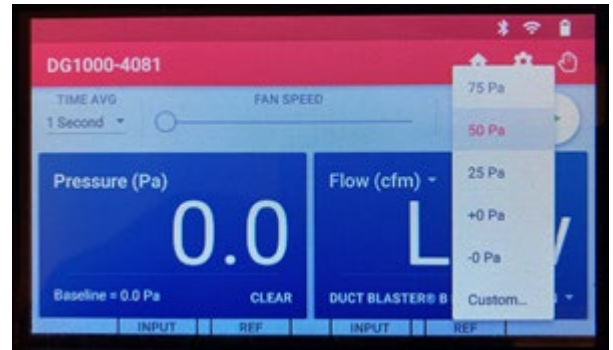 DG1000-4081
TIME AVG
FAN SPEED
1 Second
75 Pa
50 Pa
25 Pa
+0 Pa
-0 Pa
Custom...
Pressure (Pa)
0.0
Baseline = 0.0 Pa
CLEAR
Flow (cfm)
DUCT BLASTER® B
INPUT
REF
INPUT
REF